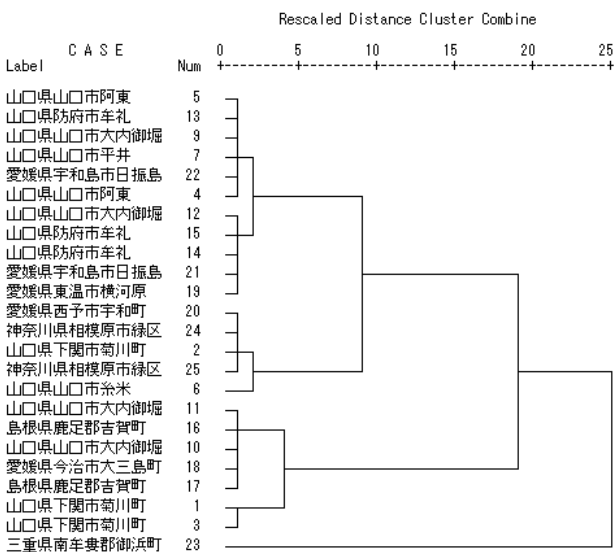 Rescaled Distance Cluster Combine
C A S E 0 5 10 15 20 25
Label Num
山口県山口市阿東 5
山口県防府市牟礼 13
山口県山口市大内御堀 9
山口県山口市平井 7
愛媛県宇和島市日振島 22
山口県山口市阿東 4
山口県山口市大内御堀 12
山口県防府市牟礼 15
山口県防府市牟礼 14
愛媛県宇和島市日振島 21
愛媛県東温市横河原 19
愛媛県西予市宇和町 20
神奈川県相模原市緑区 24
山口県下関市菊川町 2
神奈川県相模原市緑区 25
山口県山口市糸米 6
山口県山口市大内御堀 11
島根県鹿足郡吉賀町 16
山口県山口市大内御堀 10
愛媛県今治市大三島町 18
島根県鹿足郡吉賀町 17
山口県下関市菊川町 1
山口県下関市菊川町 3
三重県南牟婁郡御浜町 23